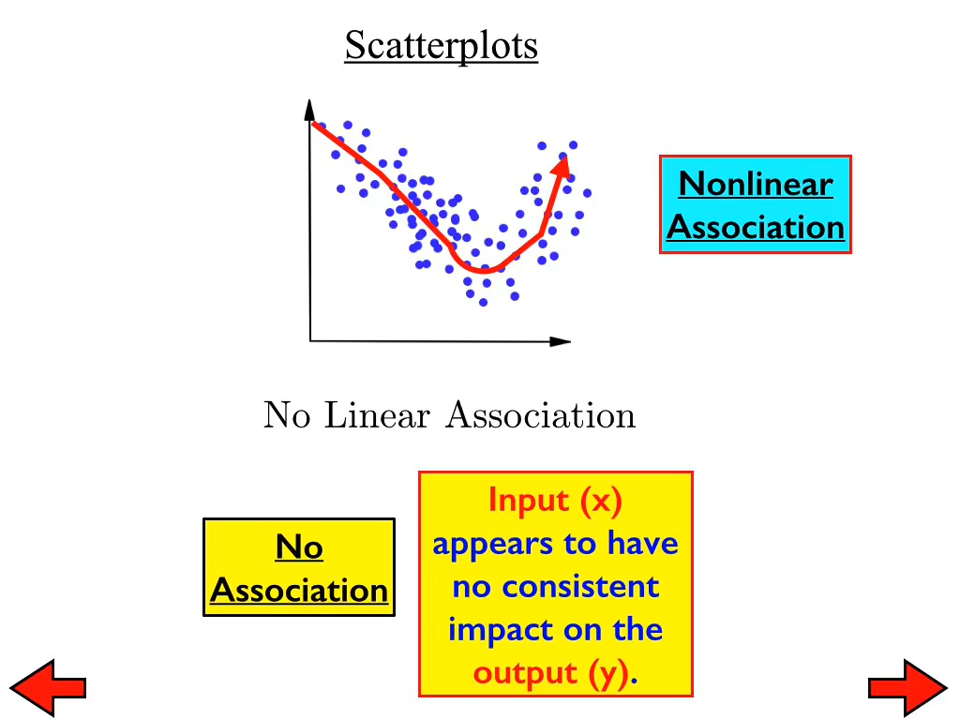 Scatterplots
Nonlinear
Association
No Linear Association
No
Association
Input (x)
appears to have
no consistent
impact on the
output (y).